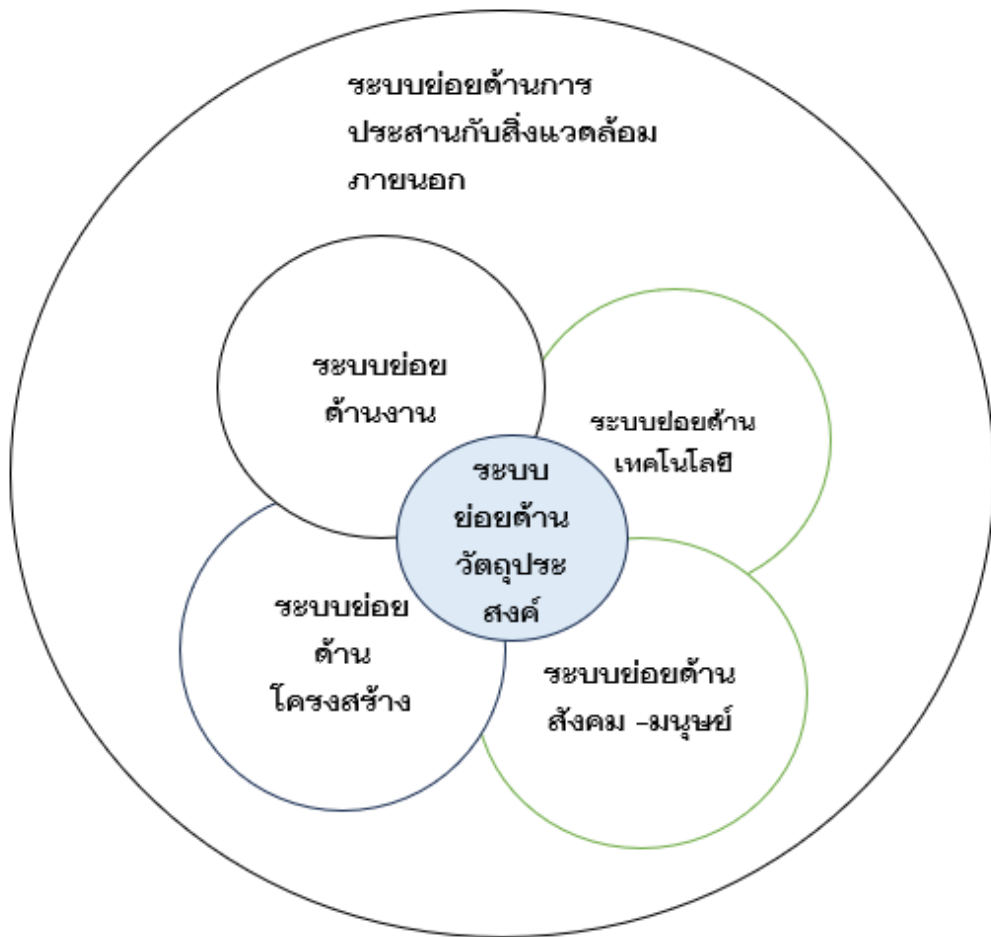 ระบบย่อยด้านการ
ประสานกับสิ่งแวดล้อม
ภายนอก
ระบบย่อย
ด้านงาน
ระบบย่อยด้าน
เทคโนโลยี
ระบบ
ย่อยด้าน
วัตถุประ
สงค์
ระบบย่อย
ด้าน
โครงสร้าง
ระบบย่อยด้าน
สังคม -มนุษย์